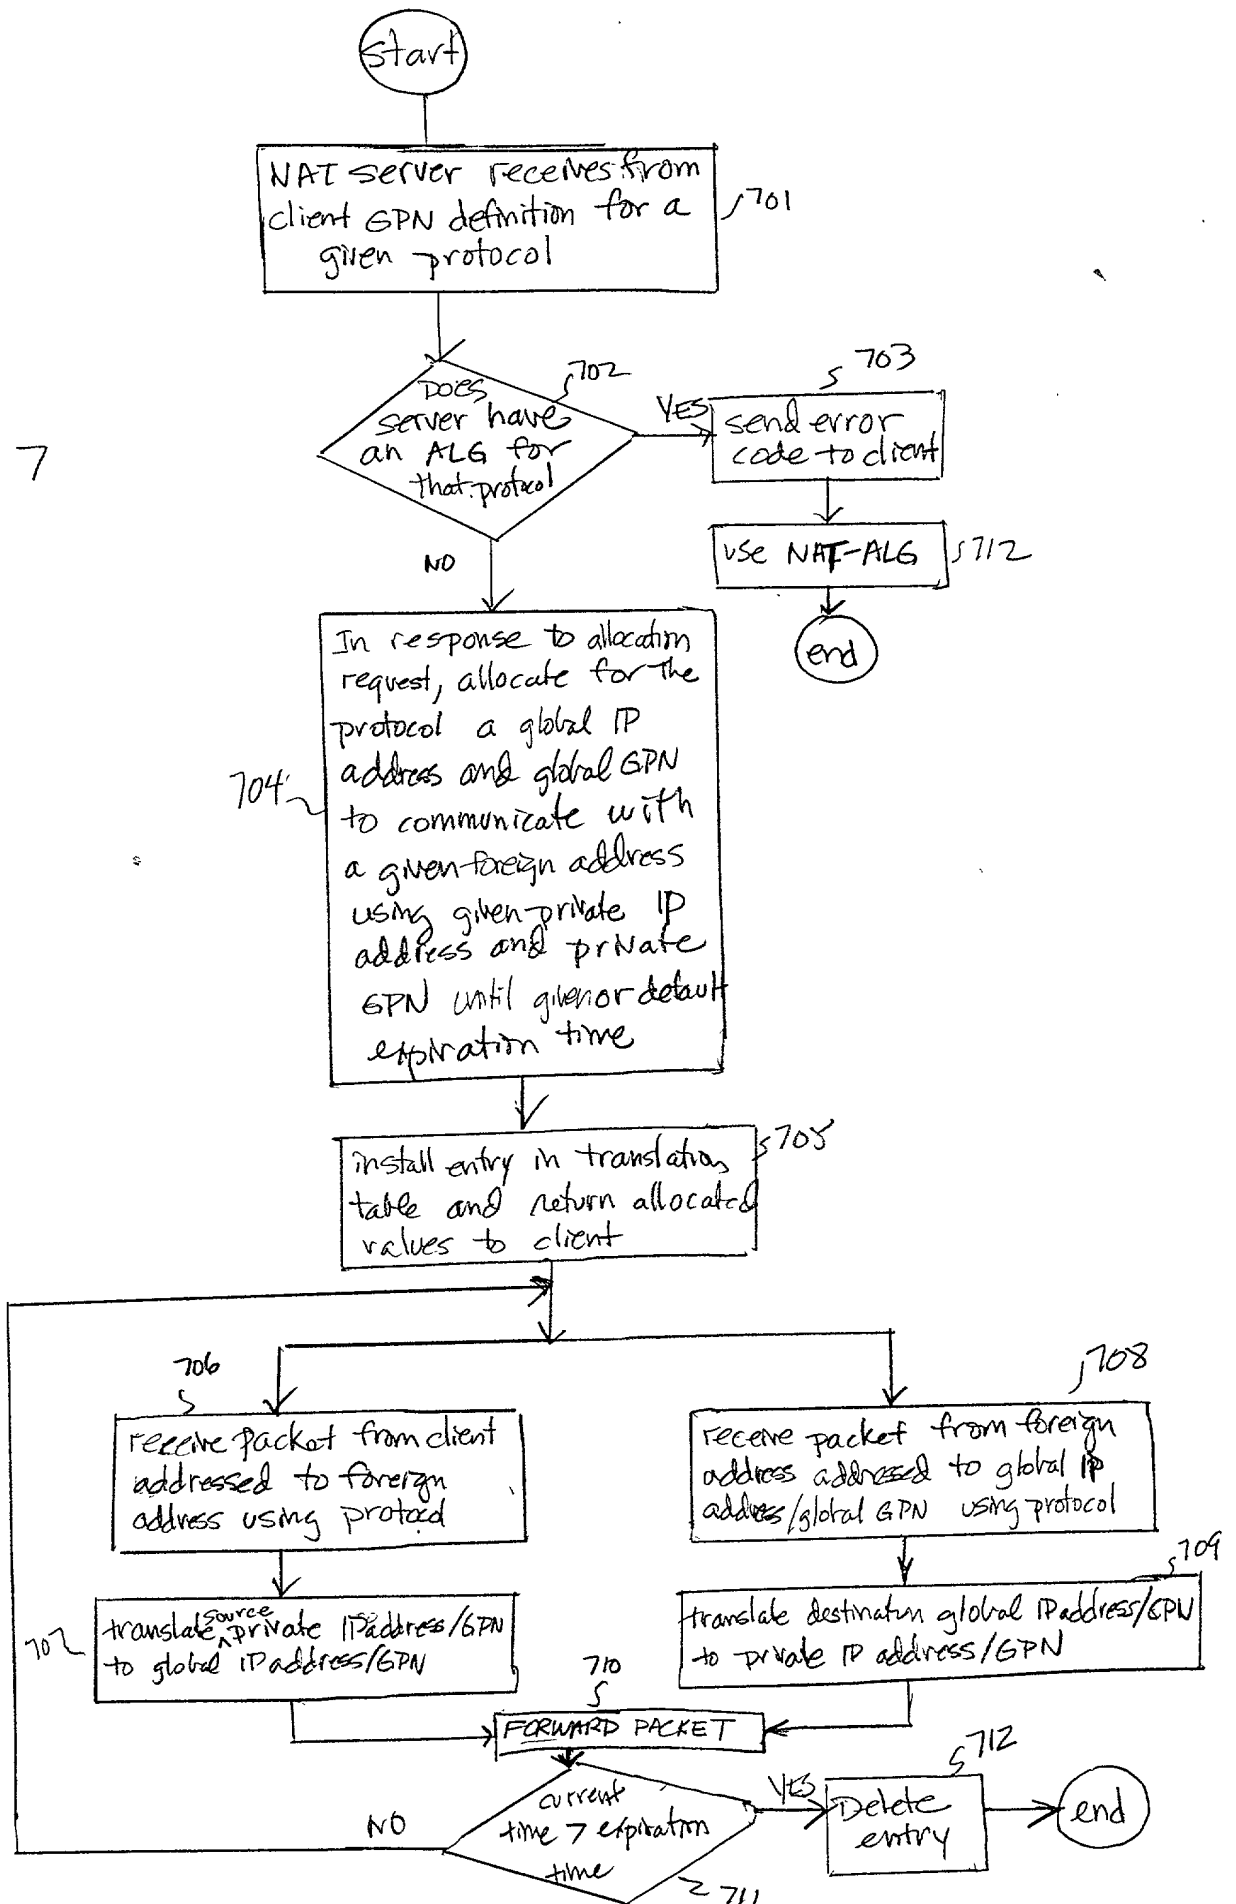 start
NAT server receives from
client GPN definition for a
given protocol
701
702
DOES
server have
an ALG for
that protocol
YES
703
send error
code to client
7
use NAT-ALG
712
NO
end
In response to allocation
request, allocate for the
protocol a global IP
address and global GPN
to communicate with
a given foreign address
using given private IP
address and private
GPN until given or default
expiration time
704
install entry in translation
table and return allocated
values to client
705
706
receive packet from client
addressed to foreign
address using protocol
708
receive packet from foreign
address addressed to global IP
address/global GPN using protocol
707
translate source private IP address/GPN
to global IP address/GPN
709
translate destination global IP address/GPN
to private IP address/GPN
710
FORWARD PACKET
NO
current
time > expiration
time
711
YES
712
Delete
entry
end